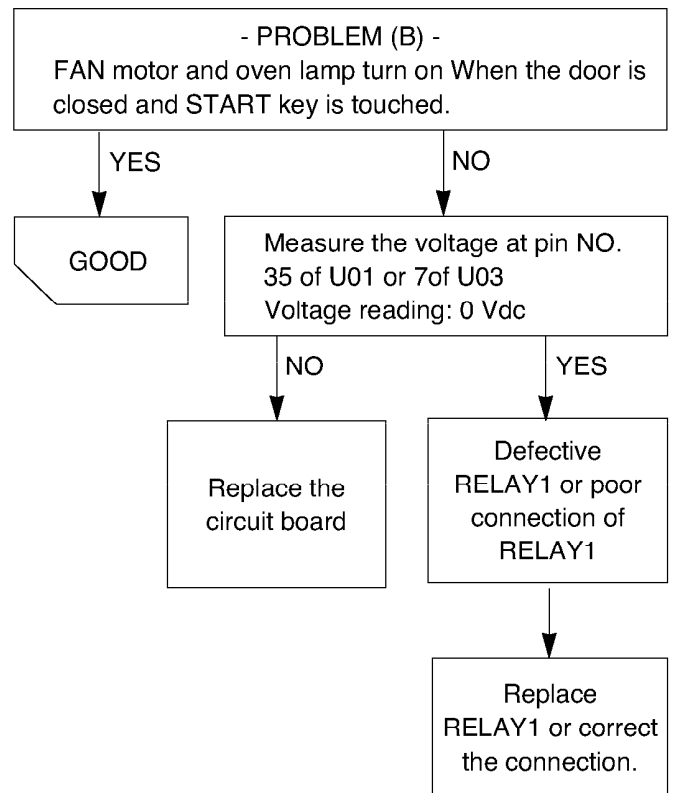 - PROBLEM (B) -
FAN motor and oven lamp turn on When the door is
closed and START key is touched.
YES
NO
GOOD
Measure the voltage at pin NO.
35 of U01 or 7of U03
Voltage reading: 0 Vdc
NO
YES
Replace the
circuit board
Defective
RELAY1 or poor
connection of
RELAY1
Replace
RELAY1 or correct
the connection.